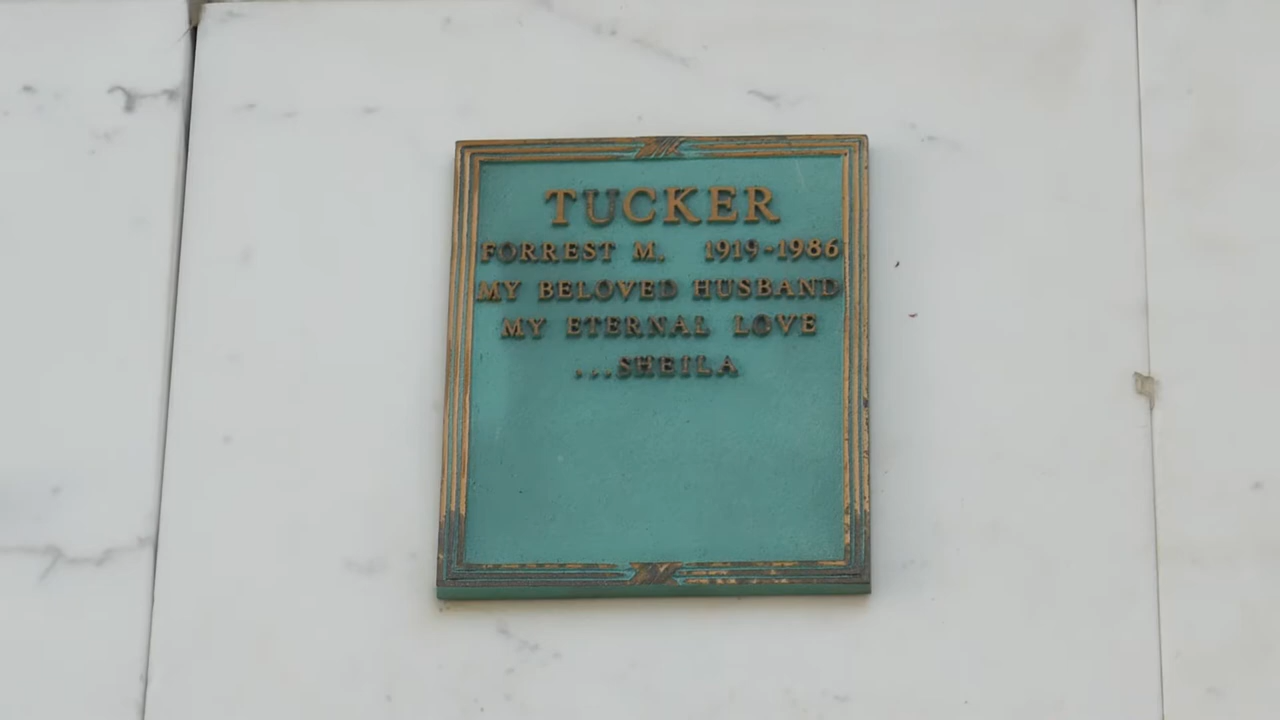 TUCKER
FORREST M. 1919-1986
MY BELOVED HUSBAND
MY ETERNAL LOVE
...SHEILA